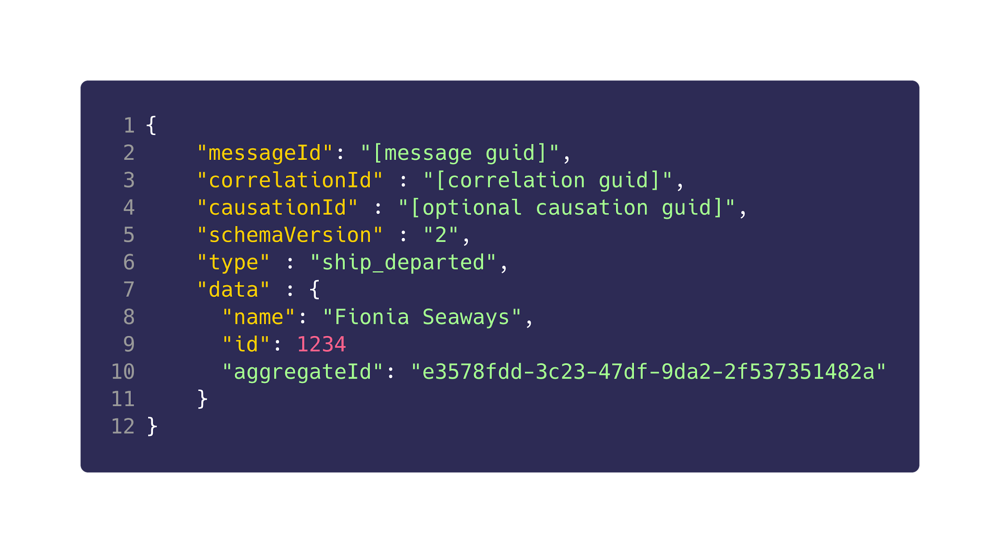 1 {
2     "messageId": "[message guid]",
3     "correlationId" : "[correlation guid]",
4     "causationId" : "[optional causation guid]",
5     "schemaVersion" : "2",
6     "type" : "ship_departed",
7     "data" : {
8       "name": "Fionia Seaways",
9       "id": 1234
10       "aggregateId": "e3578fdd-3c23-47df-9da2-2f537351482a"
11     }
12 }